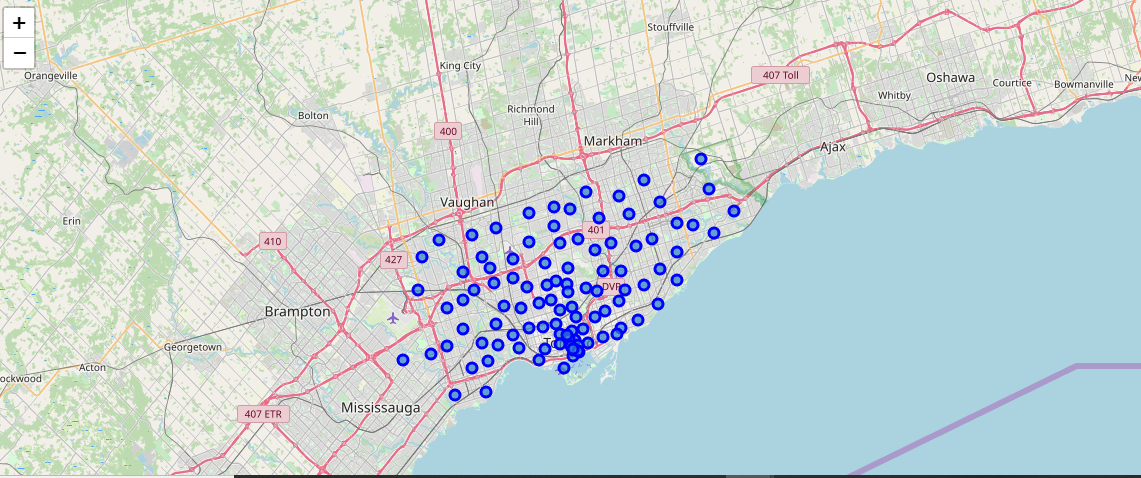 +
−
Stouffville
King City
Orangeville
407 Toll
Oshawa
Courtice
Bowmanville
Whitby
Richmond
Hill
Bolton
400
Markham
Ajax
Vaughan
Erin
401
410
427
DVP
Brampton
Georgetown
Acton
Mississauga
407 ETR